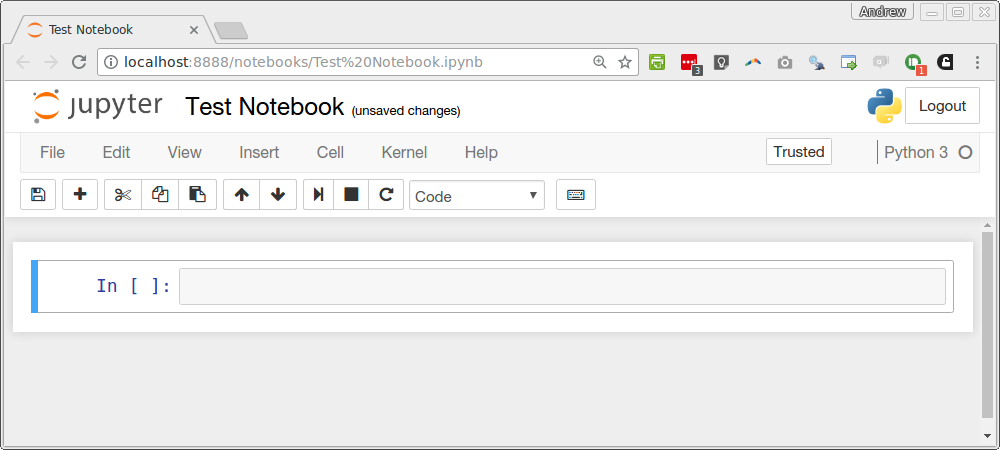 Andrew
Test Notebook
localhost:8888/notebooks/Test%20Notebook.ipynb
3
1
jupyter Test Notebook (unsaved changes) Logout
File Edit View Insert Cell Kernel Help Trusted Python 3
Code
In [ ]: